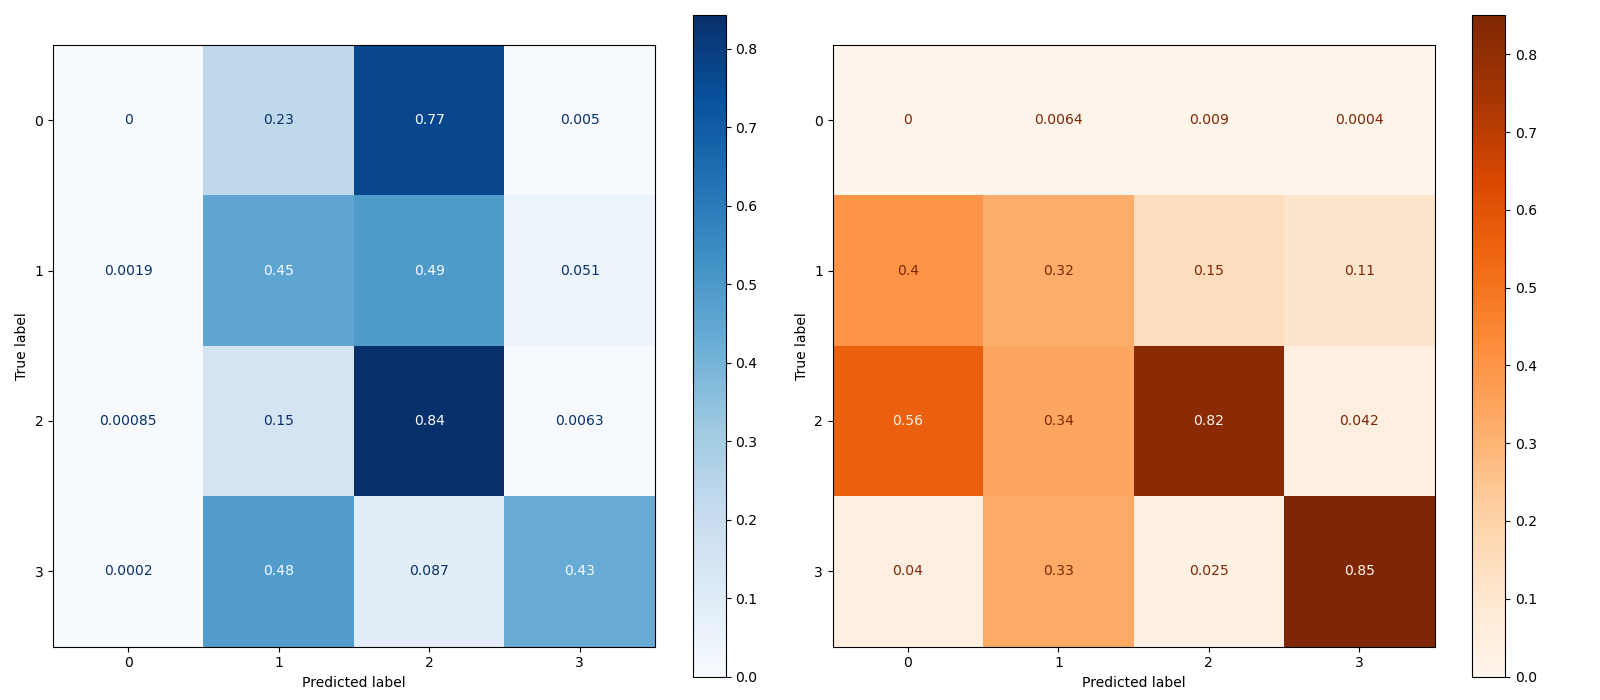 0 0.23 0.77 0.005
0
1 0.0019 0.45 0.49 0.051
2 0.00085 0.15 0.84 0.0063
3 0.0002 0.48 0.087 0.43
0 1 2 3
True label
Predicted label
0.8
0.7
0.6
0.5
0.4
0.3
0.2
0.1
0.0
0 0 0.0064 0.009 0.0004
1 0.4 0.32 0.15 0.11
2 0.56 0.34 0.82 0.042
3 0.04 0.33 0.025 0.85
0 1 2 3
True label
Predicted label
0.8
0.7
0.6
0.5
0.4
0.3
0.2
0.1
0.0